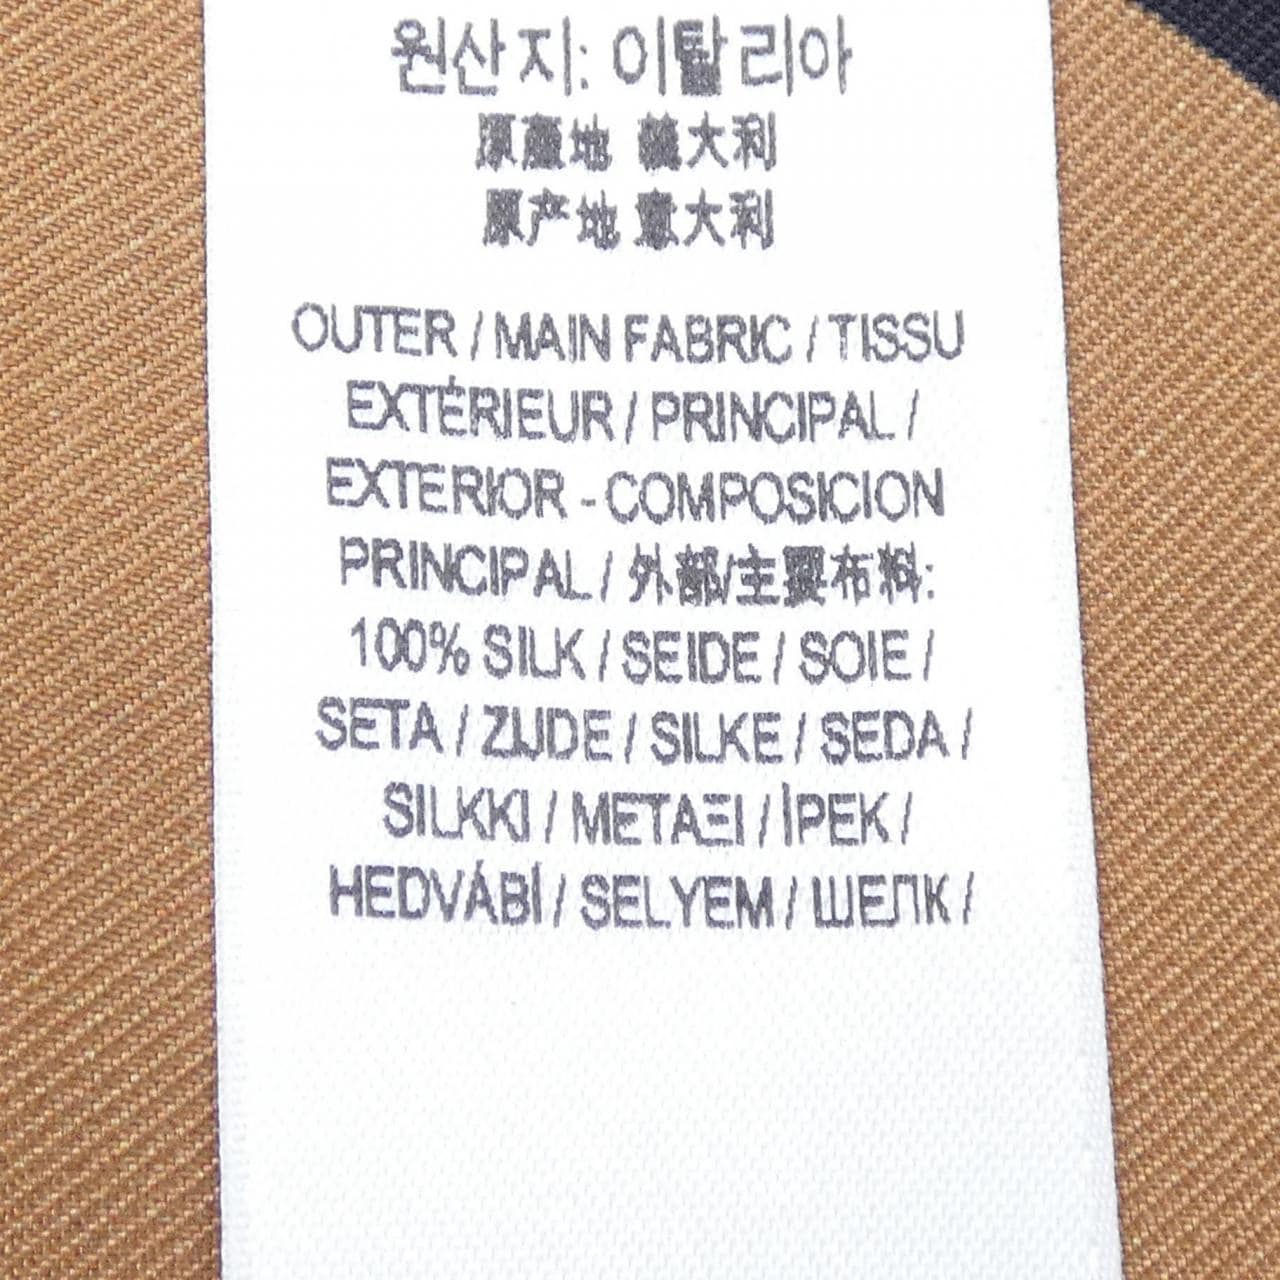 원산지: 이탈리아
原產地 義大利
原产地 意大利
OUTER / MAIN FABRIC / TISSU
EXTÉRIEUR / PRINCIPAL /
EXTERIOR - COMPOSICION
PRINCIPAL / 外部/主要布料:
100% SILK / SEIDE / SOIE /
SETA / ZIJDE / SILKE / SEDA /
SILKKI / ΜΕΤΑΞΙ / İPEK /
HEDVÁBÍ / SELYEM / ШЕЛК /